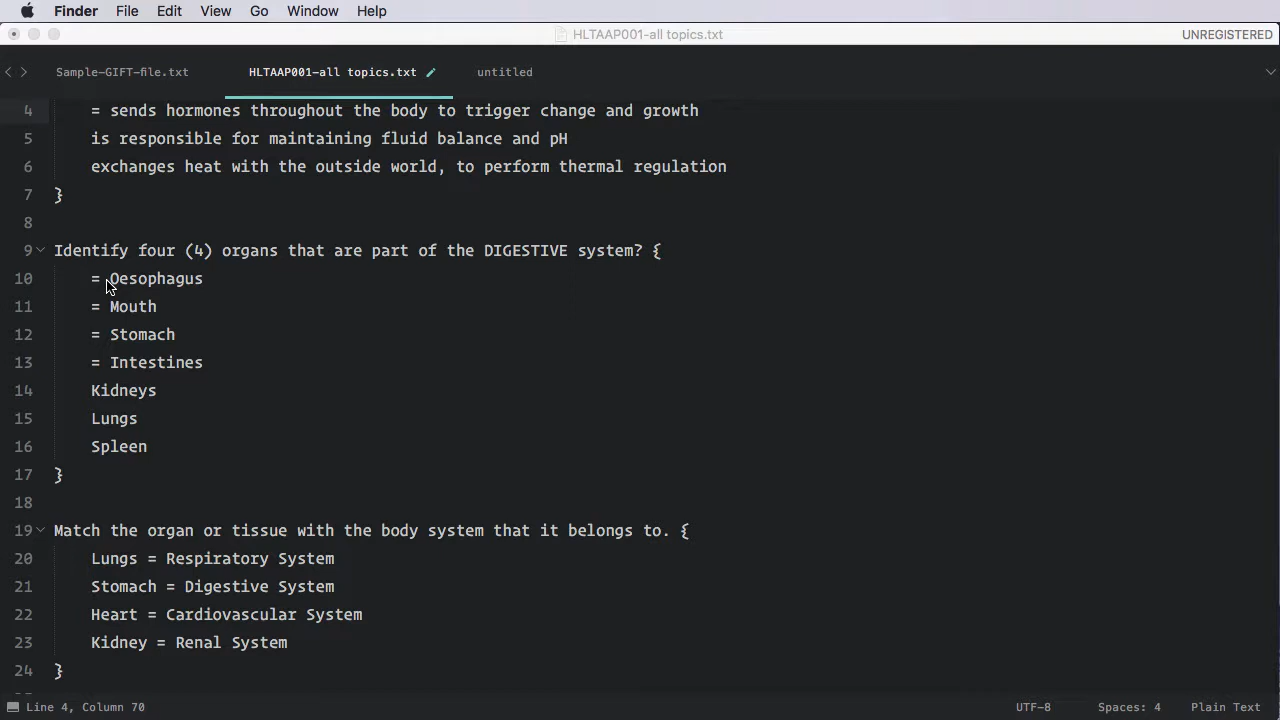 Finder File Edit View Go Window Help
HLTAAP001-all topics.txt UNREGISTERED
Sample-GIFT-file.txt HLTAAP001-all topics.txt untitled
4 = sends hormones throughout the body to trigger change and growth
5 is responsible for maintaining fluid balance and pH
6 exchanges heat with the outside world, to perform thermal regulation
7 }
8
9 Identify four (4) organs that are part of the DIGESTIVE system? {
10 = Oesophagus
11 = Mouth
12 = Stomach
13 = Intestines
14 Kidneys
15 Lungs
16 Spleen
17 }
18
19 Match the organ or tissue with the body system that it belongs to. {
20 Lungs = Respiratory System
21 Stomach = Digestive System
22 Heart = Cardiovascular System
23 Kidney = Renal System
24 }
Line 4, Column 70 UTF-8 Spaces: 4 Plain Text